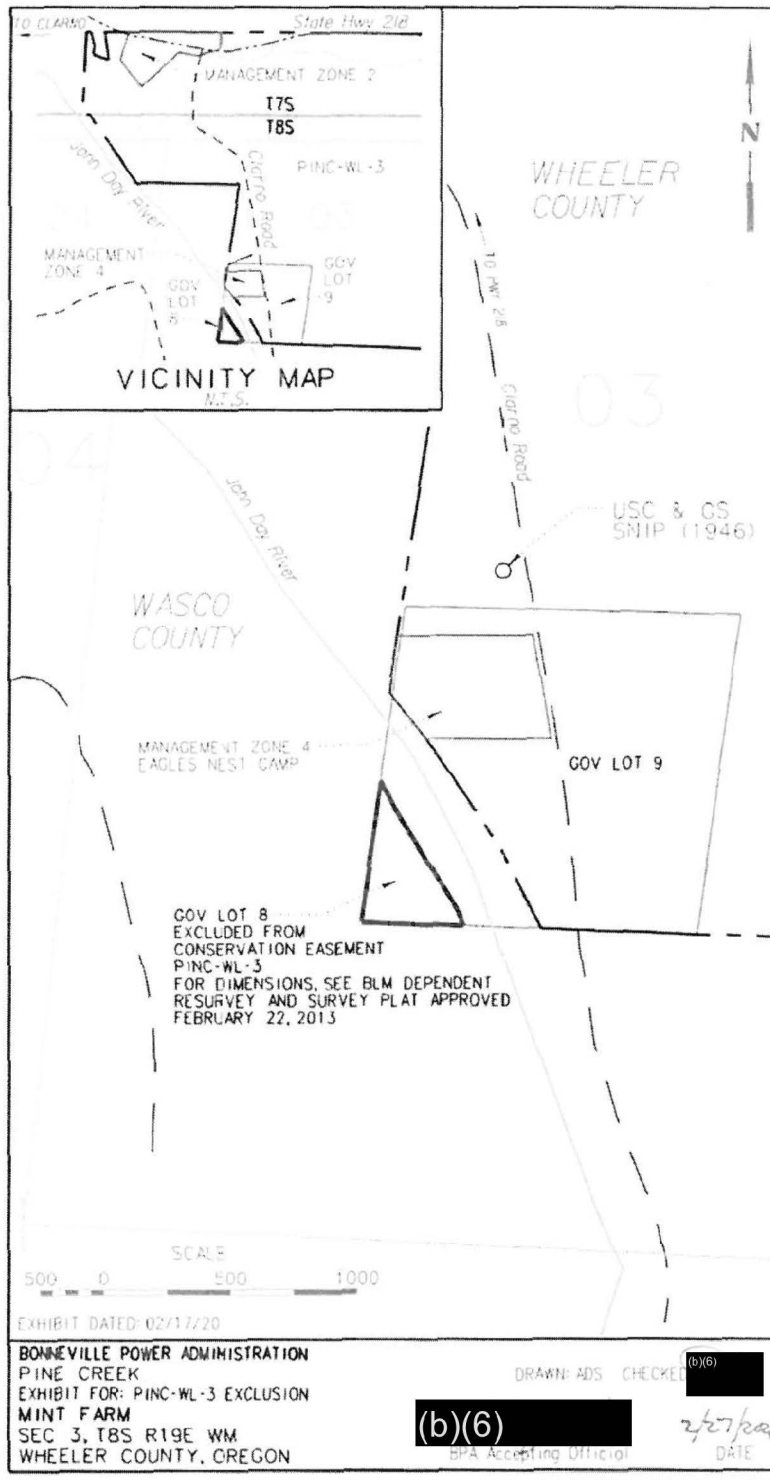 TO CLARNO
State Hwy 218
MANAGEMENT ZONE 2
T7S
T8S
John Day River
Clarno Road
PINC-WL-3
04
03
MANAGEMENT
ZONE 4
GOV
LOT
8
GOV
LOT
9
VICINITY MAP
N.T.S.
N
WHEELER
COUNTY
TO HWY 28
Clarno Road
03
04
John Day River
USC & GS
SNIP (1946)
WASCO
COUNTY
MANAGEMENT ZONE 4
EAGLES NEST CAMP
GOV LOT 9
GOV LOT 8
EXCLUDED FROM
CONSERVATION EASEMENT
PINC-WL-3
FOR DIMENSIONS, SEE BLM DEPENDENT
RESURVEY AND SURVEY PLAT APPROVED
FEBRUARY 22, 2013
SCALE
500 0 500 1000
EXHIBIT DATED: 02/17/20
BONNEVILLE POWER ADMINISTRATION
PINE CREEK
EXHIBIT FOR: PINC-WL-3 EXCLUSION
MINT FARM
SEC 3, T8S R19E WM
WHEELER COUNTY, OREGON
DRAWN: ADS CHECKED
(b)(6)
(b)(6)
BPA Accepting Official
DATE